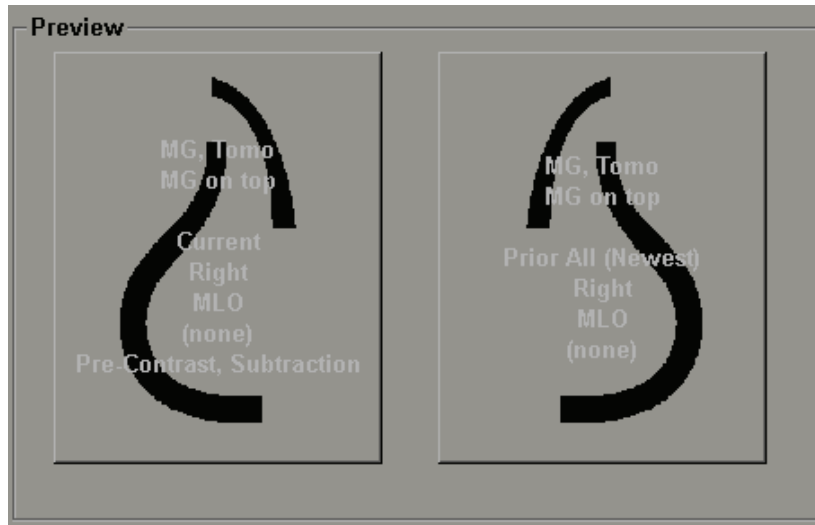 Preview
MG, Tomo
MG on top
Current
Right
MLO
(none)
Pre-Contrast, Subtraction
MG, Tomo
MG on top
Prior All (Newest)
Right
MLO
(none)